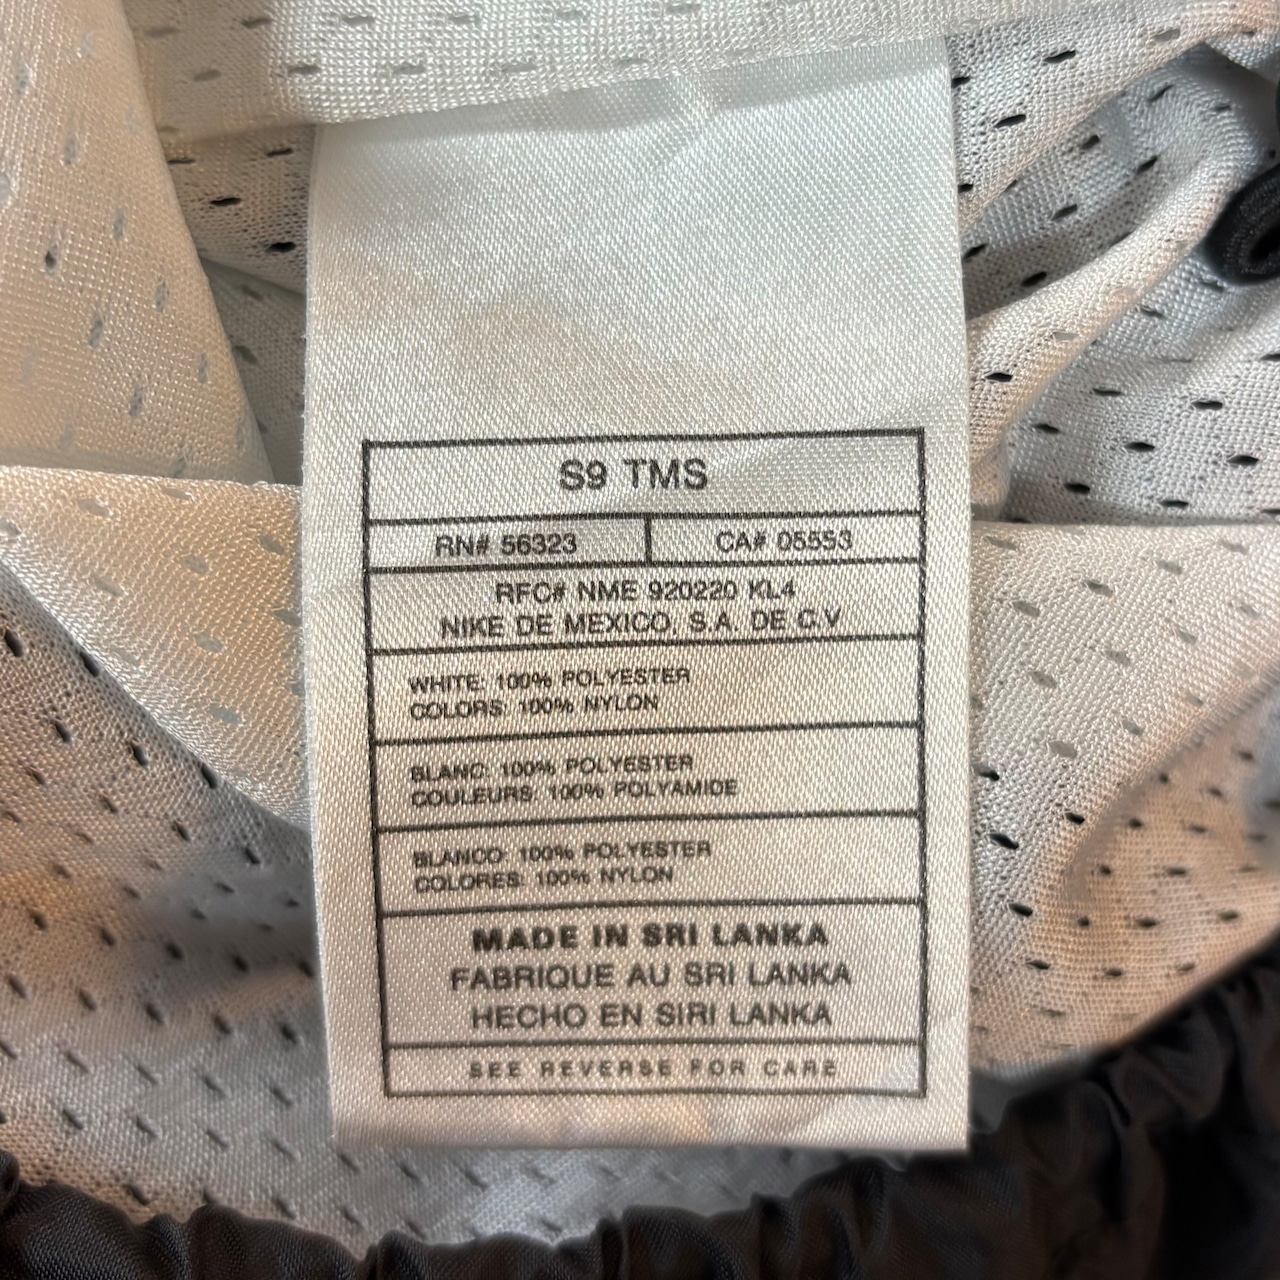 S9 TMS
RN# 56323
CA# 05553
RFC# NME 920220 KL4
NIKE DE MEXICO, S.A. DE C.V
WHITE: 100% POLYESTER
COLORS: 100% NYLON
BLANC: 100% POLYESTER
COULEURS: 100% POLYAMIDE
BLANCO: 100% POLYESTER
COLORES: 100% NYLON
MADE IN SRI LANKA
FABRIQUE AU SRI LANKA
HECHO EN SIRI LANKA
SEE REVERSE FOR CARE